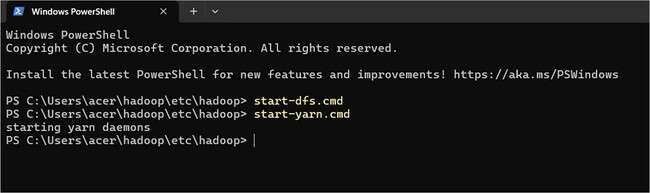 Windows PowerShell
Windows PowerShell
Copyright (C) Microsoft Corporation. All rights reserved.
Install the latest PowerShell for new features and improvements! https://aka.ms/PSWindows
PS C:\Users\acer\hadoop\etc\hadoop> start-dfs.cmd
PS C:\Users\acer\hadoop\etc\hadoop> start-yarn.cmd
starting yarn daemons
PS C:\Users\acer\hadoop\etc\hadoop>